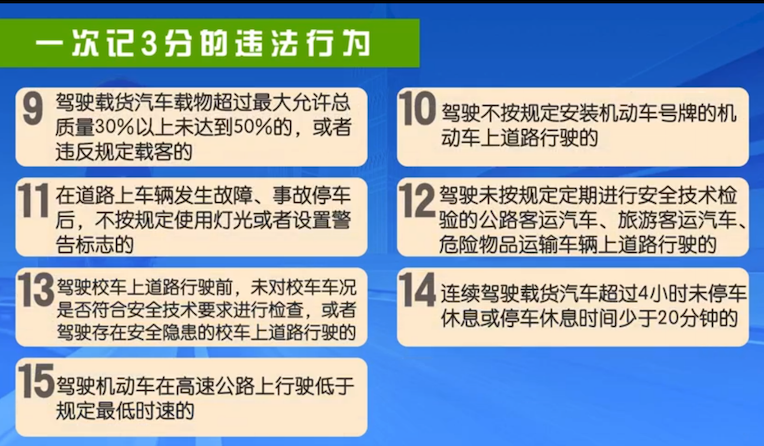 一次记3分的违法行为
9 驾驶载货汽车载物超过最大允许总
质量30%以上未达到50%的，或者
违反规定载客的
10 驾驶不按规定安装机动车号牌的机
动车上道路行驶的
11 在道路上车辆发生故障、事故停车
后，不按规定使用灯光或者设置警
告标志的
12 驾驶未按规定定期进行安全技术检
验的公路客运汽车、旅游客运汽车、
危险物品运输车辆上道路行驶的
13 驾驶校车上道路行驶前，未对校车车况
是否符合安全技术要求进行检查，或者
驾驶存在安全隐患的校车上道路行驶的
14 连续驾驶载货汽车超过4小时未停车
休息或停车休息时间少于20分钟的
15 驾驶机动车在高速公路上行驶低于
规定最低时速的